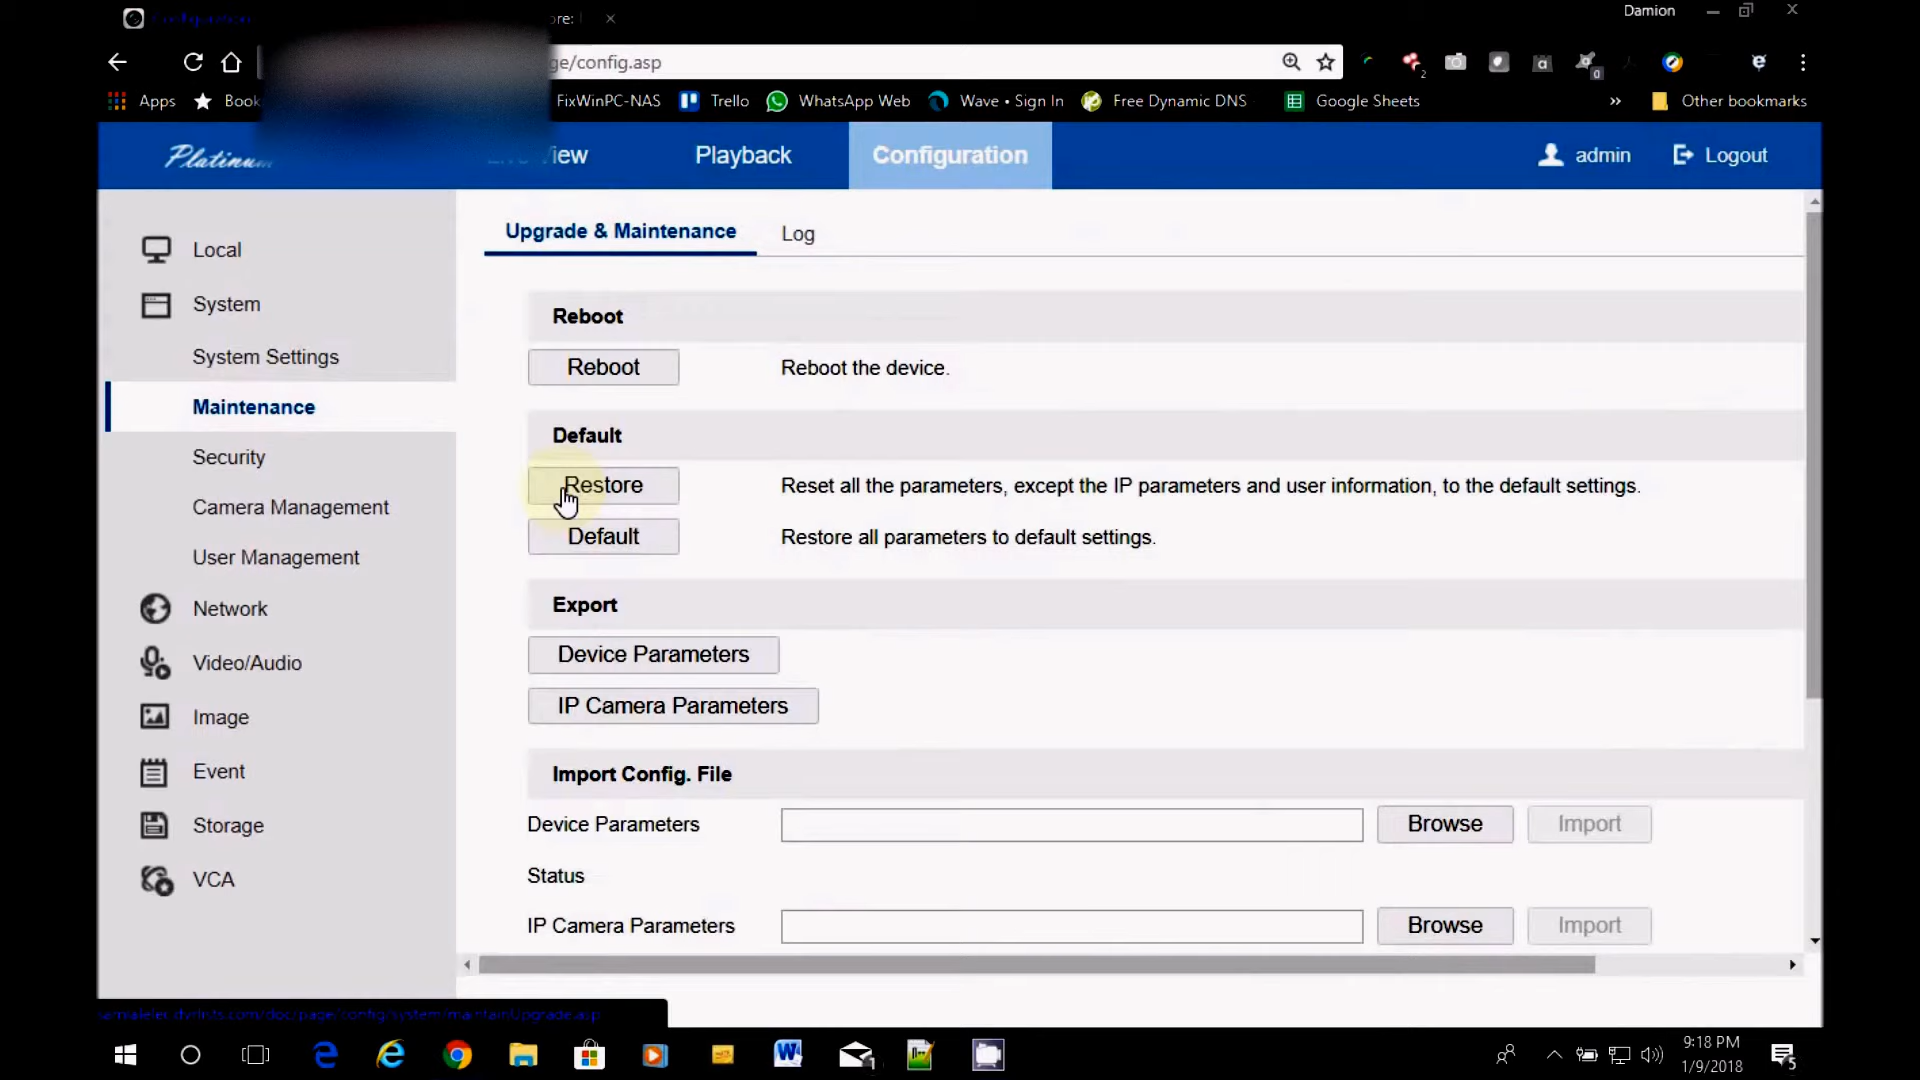 Configuration
ore:
Damion
ge/config.asp
Apps
Book
FixWinPC-NAS
Trello
WhatsApp Web
Wave • Sign In
Free Dynamic DNS
Google Sheets
»
Other bookmarks
Platinum
Live View
Playback
Configuration
admin
Logout
Local
System
System Settings
Maintenance
Security
Camera Management
User Management
Network
Video/Audio
Image
Event
Storage
VCA
Upgrade & Maintenance
Log
Reboot
Reboot
Reboot the device.
Default
Restore
Reset all the parameters, except the IP parameters and user information, to the default settings.
Default
Restore all parameters to default settings.
Export
Device Parameters
IP Camera Parameters
Import Config. File
Device Parameters
Browse
Import
Status
IP Camera Parameters
Browse
Import
9:18 PM
1/9/2018